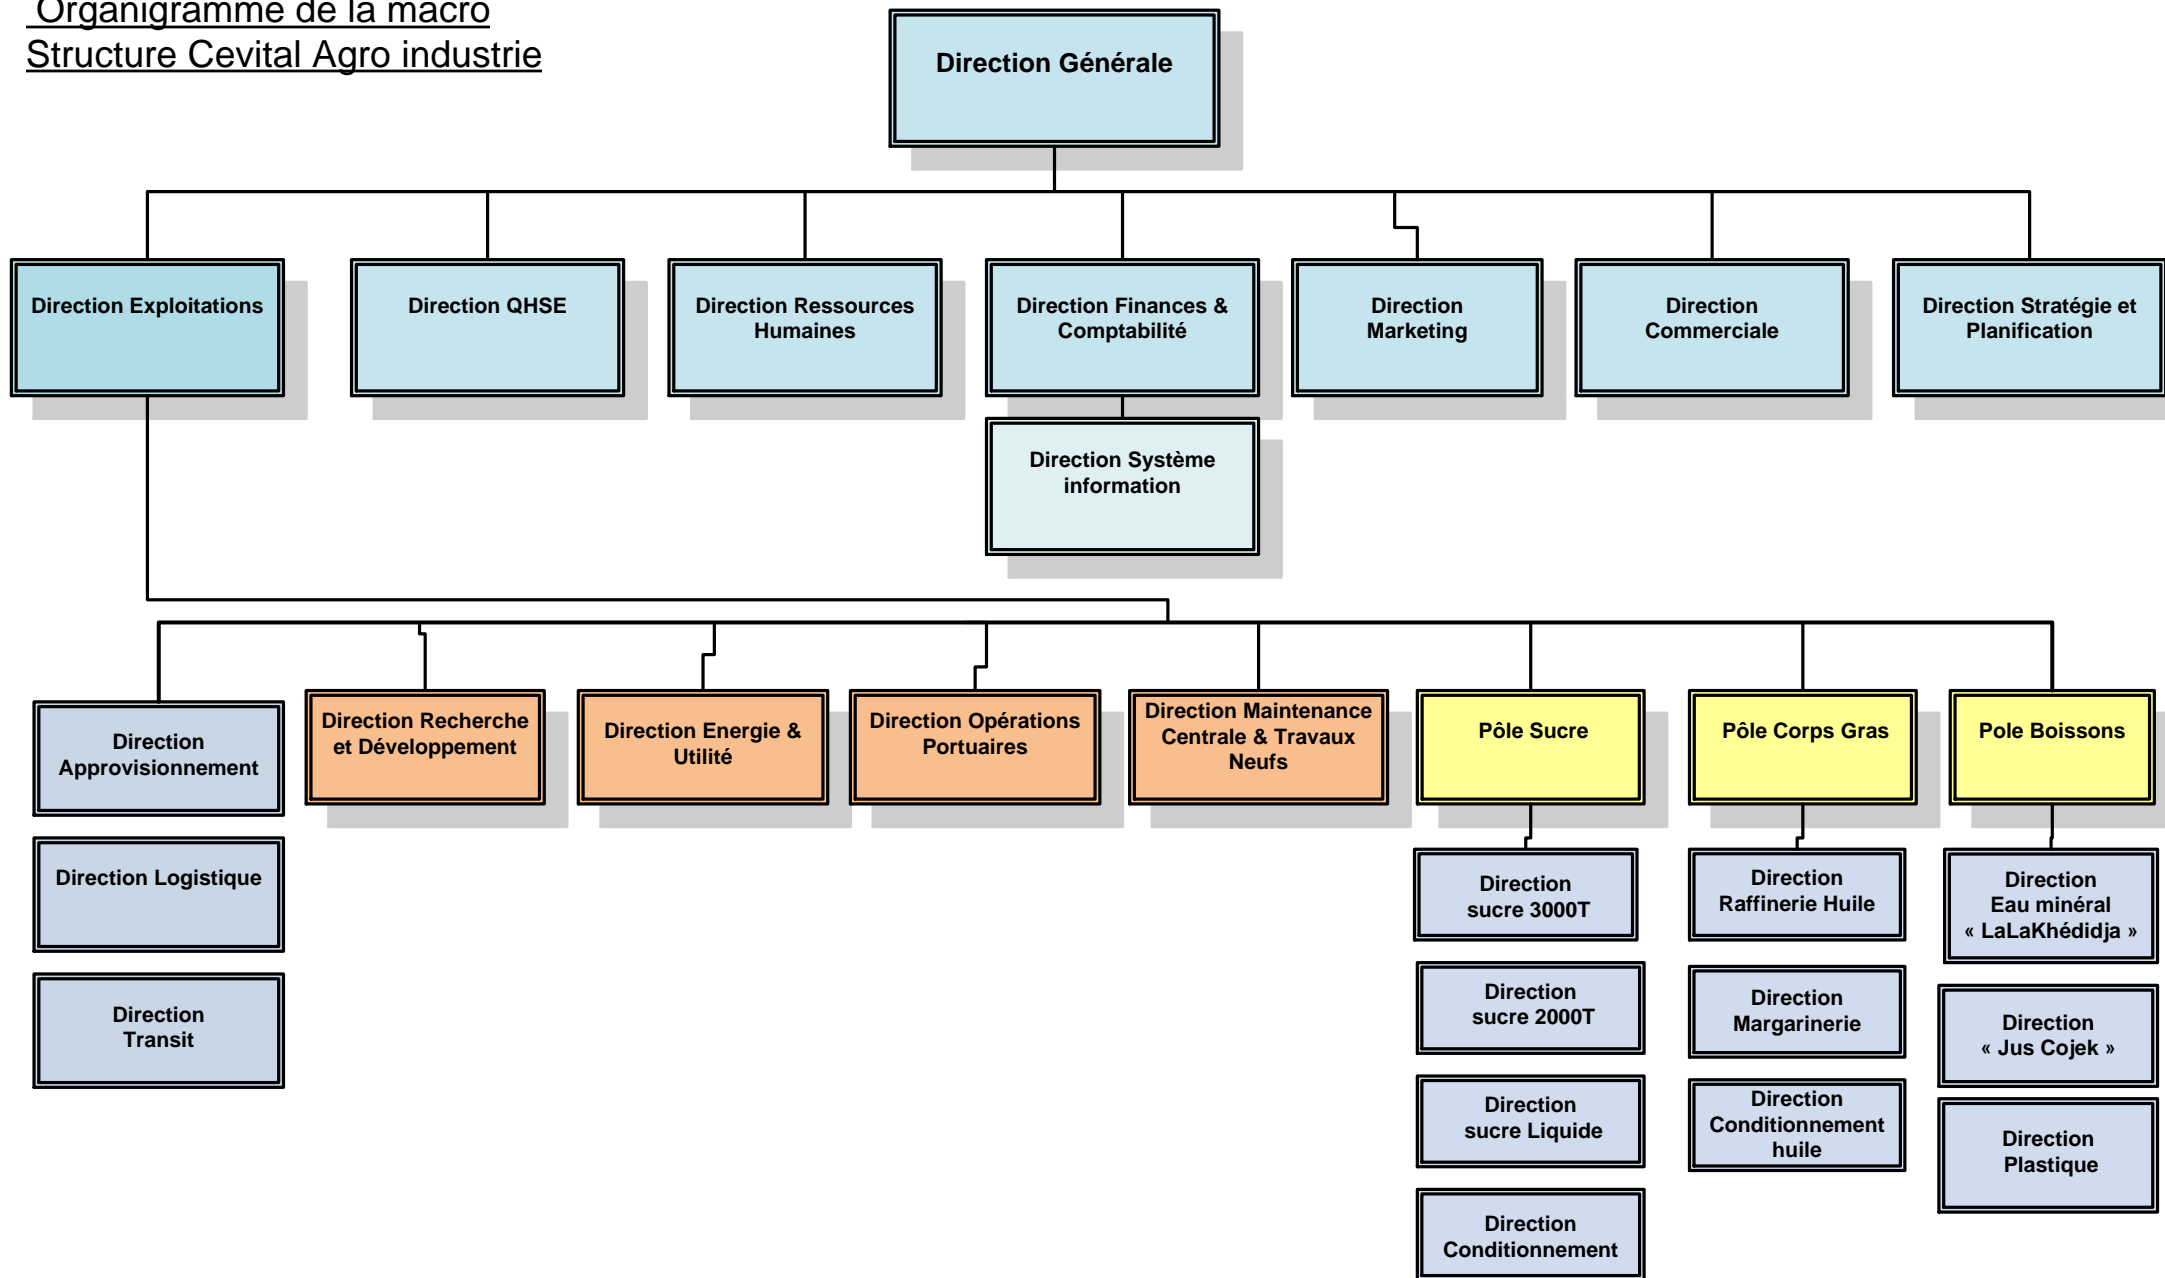 Organigramme de la macro
Structure Cevital Agro industrie
Direction Générale
Direction Exploitations
Direction QHSE
Direction Ressources
Humaines
Direction Finances &
Comptabilité
Direction
Marketing
Direction
Commerciale
Direction Stratégie et
Planification
Direction Système
information
Direction
Approvisionnement
Direction Recherche
et Développement
Direction Energie &
Utilité
Direction Opérations
Portuaires
Direction Maintenance
Centrale & Travaux
Neufs
Pôle Sucre
Pôle Corps Gras
Pole Boissons
Direction Logistique
Direction
Transit
Direction
sucre 3000T
Direction
sucre 2000T
Direction
sucre Liquide
Direction
Conditionnement
Direction
Raffinerie Huile
Direction
Margarinerie
Direction
Conditionnement
huile
Direction
Eau minéral
« LaLaKhédidja »
Direction
« Jus Cojek »
Direction
Plastique